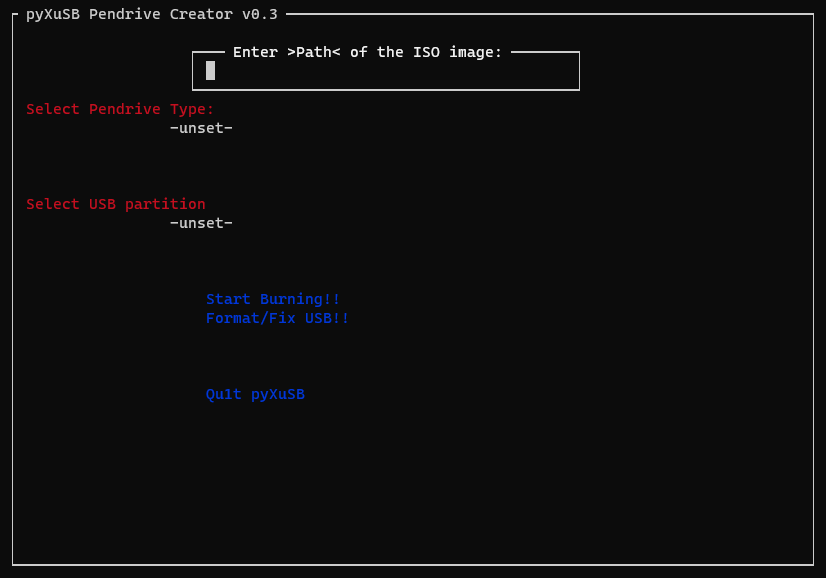 pyXuSB Pendrive Creator v0.3
Enter >Path< of the ISO image:
Select Pendrive Type:
-unset-
Select USB partition
-unset-
Start Burning!!
Format/Fix USB!!
Qu1t pyXuSB